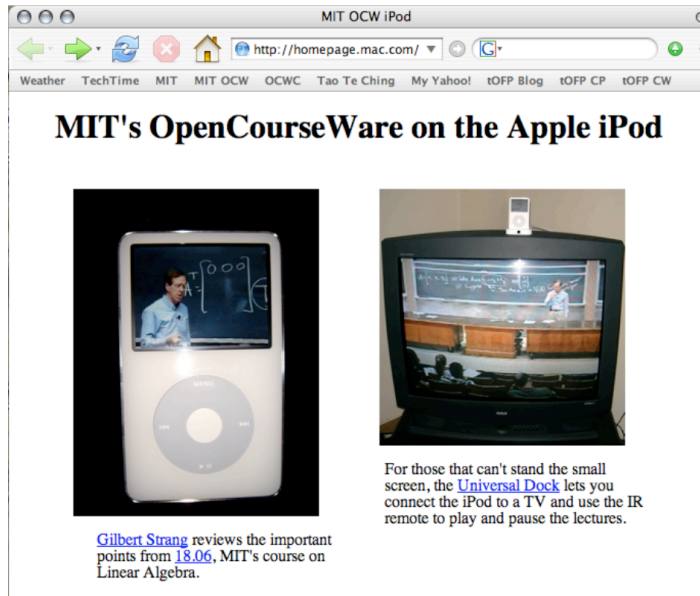 MIT OCW iPod
http://homepage.mac.com/
G
Weather TechTime MIT MIT OCW OCWC Tao Te Ching My Yahoo! tOFP Blog tOFP CP tOFP CW
MIT's OpenCourseWare on the Apple iPod
MENU
RCA
For those that can't stand the small
screen, the Universal Dock lets you
connect the iPod to a TV and use the IR
remote to play and pause the lectures.
Gilbert Strang reviews the important
points from 18.06, MIT's course on
Linear Algebra.